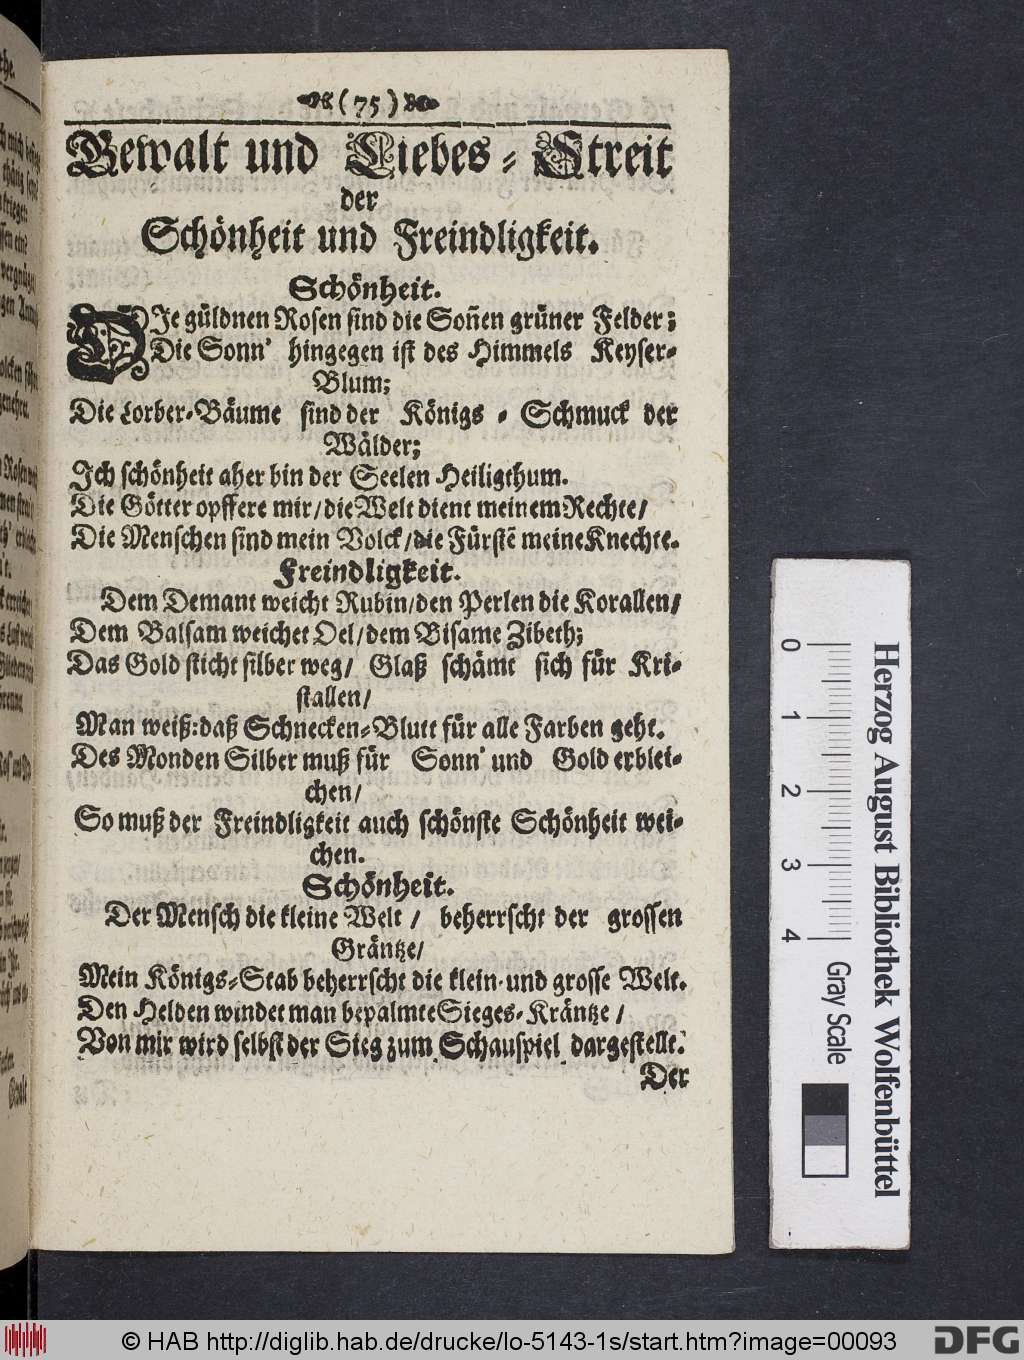 (75)
Gewalt und Liebes-Streit
der
Schönheit und Freindligkeit.
Schönheit.
DIe güldnen Rosen sind die Soñen grüner Felder;
Die Sonn' hingegen ist des Himmels Keyser-
Blum;
Die Lorber-Bäume sind der Königs-Schmuck der
Wälder;
Ich schönheit aher bin der Seelen Heiligthum.
Die Götter opffere mir/ die Welt dient meinem Rechte/
Die Menschen sind mein Volck/ die Fürstē meine Knechte.
Freindligkeit.
Dem Demant weicht Rubin/ den Perlen die Korallen/
Dem Balsam weichet Oel/ dem Bisame Zibeth;
Das Gold sticht silber weg/ Glaß schämt sich für Kri-
stallen/
Man weiß: daß Schnecken-Blutt für alle Farben geht.
Des Monden Silber muß für Sonn' und Gold erblei-
chen/
So muß der Freindligkeit auch schönste Schönheit wei-
chen.
Schönheit.
Der Mensch die kleine Welt/ beherrscht der grossen
Gräntze/
Mein Königs-Stab beherrscht die klein- und grosse Welt.
Den Helden windet man bepalmte Sieges-Kräntze/
Von mir wird selbst der Sieg zum Schauspiel dargestellt.
Der
0 1 2 3 4
Gray Scale
Herzog August Bibliothek Wolfenbüttel
© HAB http://diglib.hab.de/drucke/lo-5143-1s/start.htm?image=00093
DFG